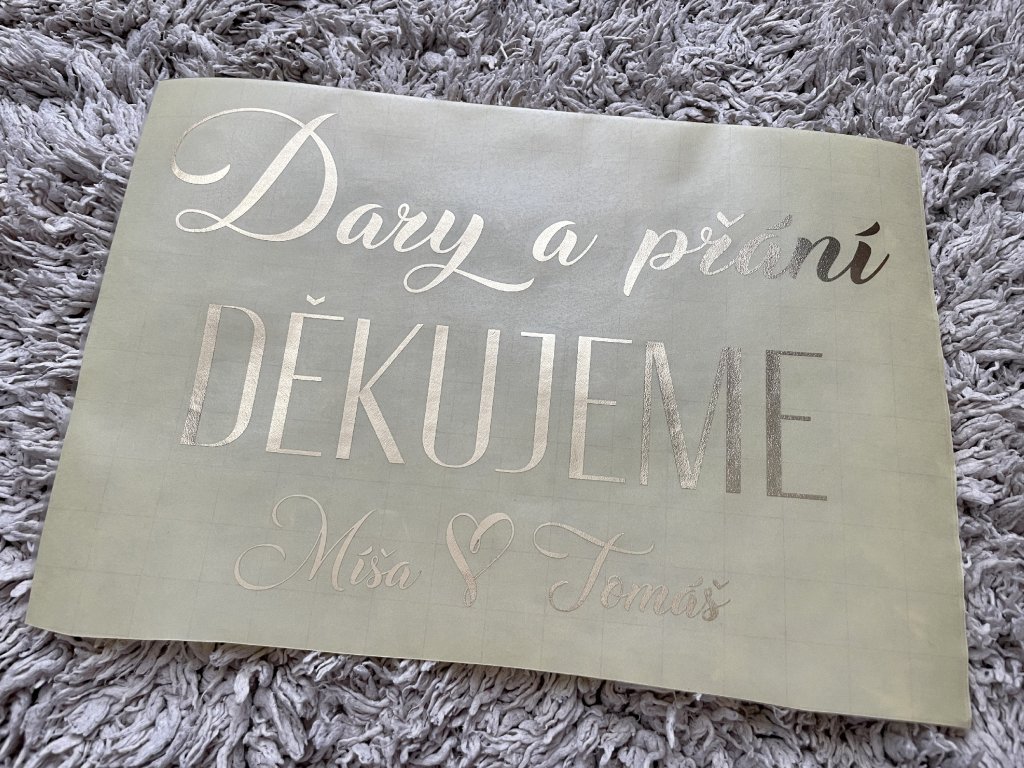 Dary a přání
DĚKUJEME
Míša Tomáš